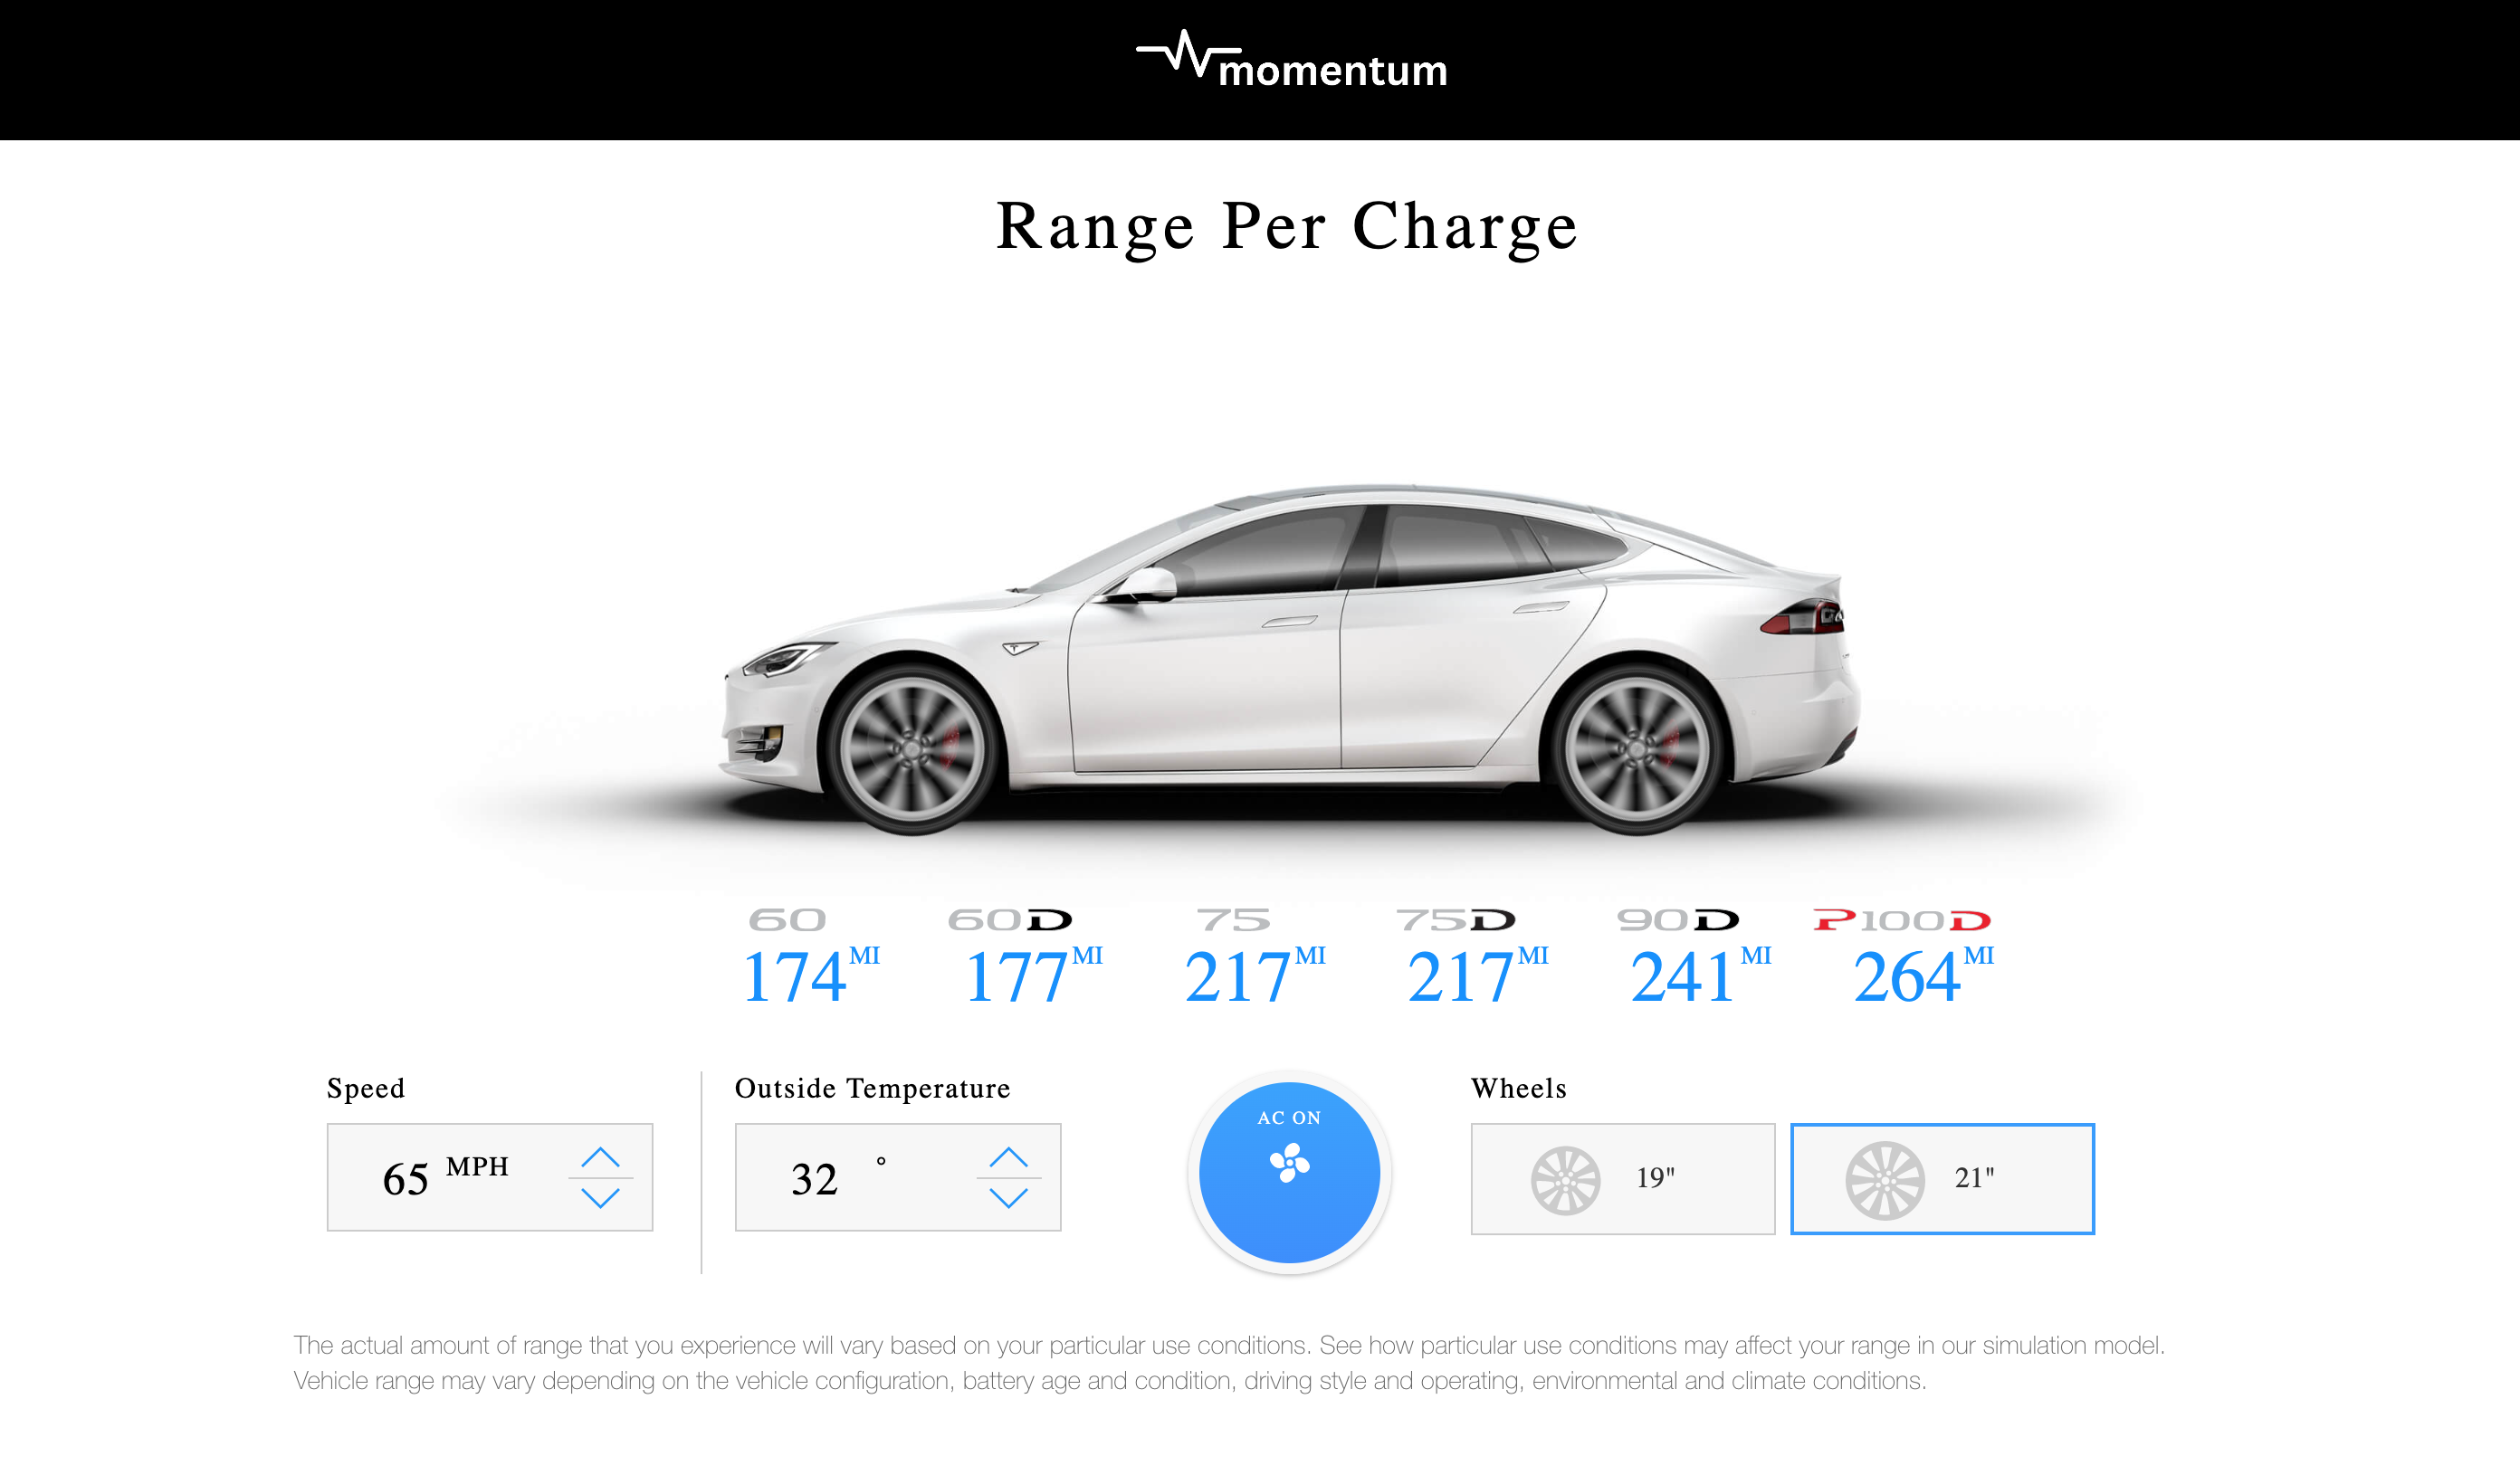 momentum
Range Per Charge
60 60D 75 75D 90D P100D
174 MI 177 MI 217 MI 217 MI 241 MI 264 MI
Speed
65 MPH
Outside Temperature
32 °
AC ON
Wheels
19"
21"
The actual amount of range that you experience will vary based on your particular use conditions. See how particular use conditions may affect your range in our simulation model.
Vehicle range may vary depending on the vehicle configuration, battery age and condition, driving style and operating, environmental and climate conditions.